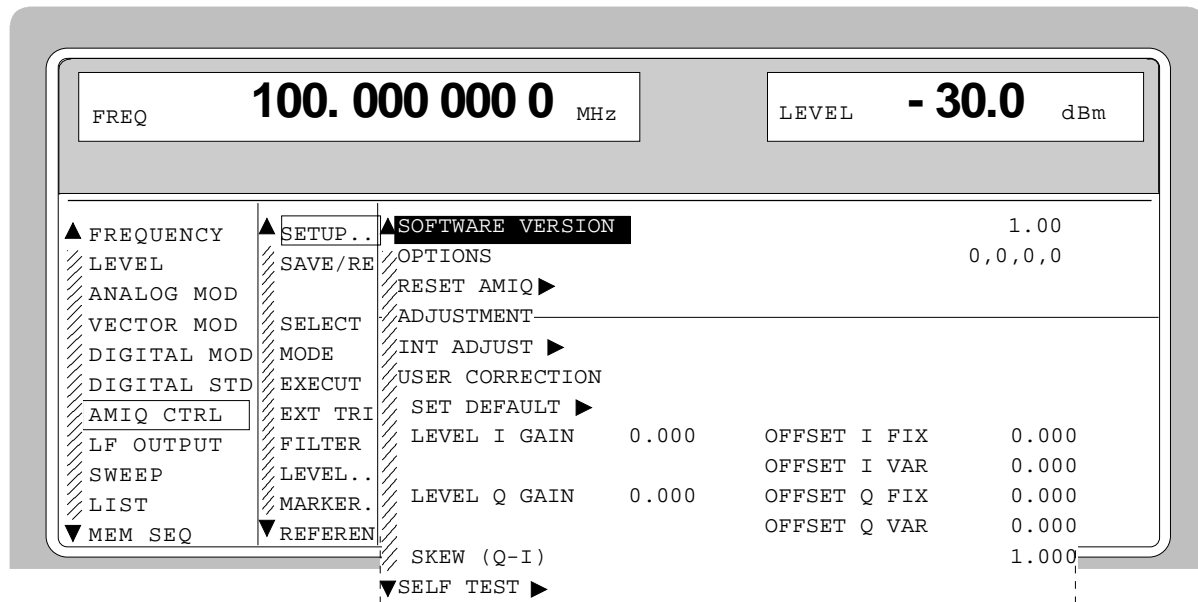 FREQ 100. 000 000 0 MHz
LEVEL - 30.0 dBm
FREQUENCY
LEVEL
ANALOG MOD
VECTOR MOD
DIGITAL MOD
DIGITAL STD
AMIQ CTRL
LF OUTPUT
SWEEP
LIST
MEM SEQ
SETUP..
SAVE/RE
SELECT
MODE
EXECUT
EXT TRI
FILTER
LEVEL..
MARKER.
REFEREN
SOFTWARE VERSION 1.00
OPTIONS 0,0,0,0
RESET AMIQ
ADJUSTMENT
INT ADJUST
USER CORRECTION
SET DEFAULT
LEVEL I GAIN 0.000 OFFSET I FIX 0.000
OFFSET I VAR 0.000
LEVEL Q GAIN 0.000 OFFSET Q FIX 0.000
OFFSET Q VAR 0.000
SKEW (Q-I) 1.000
SELF TEST